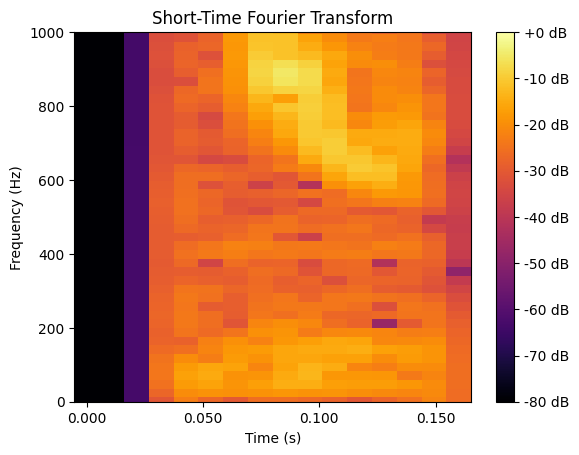 Short-Time Fourier Transform
1000
800
600
400
200
0
Frequency (Hz)
0.000
0.050
0.100
0.150
Time (s)
+0 dB
-10 dB
-20 dB
-30 dB
-40 dB
-50 dB
-60 dB
-70 dB
-80 dB